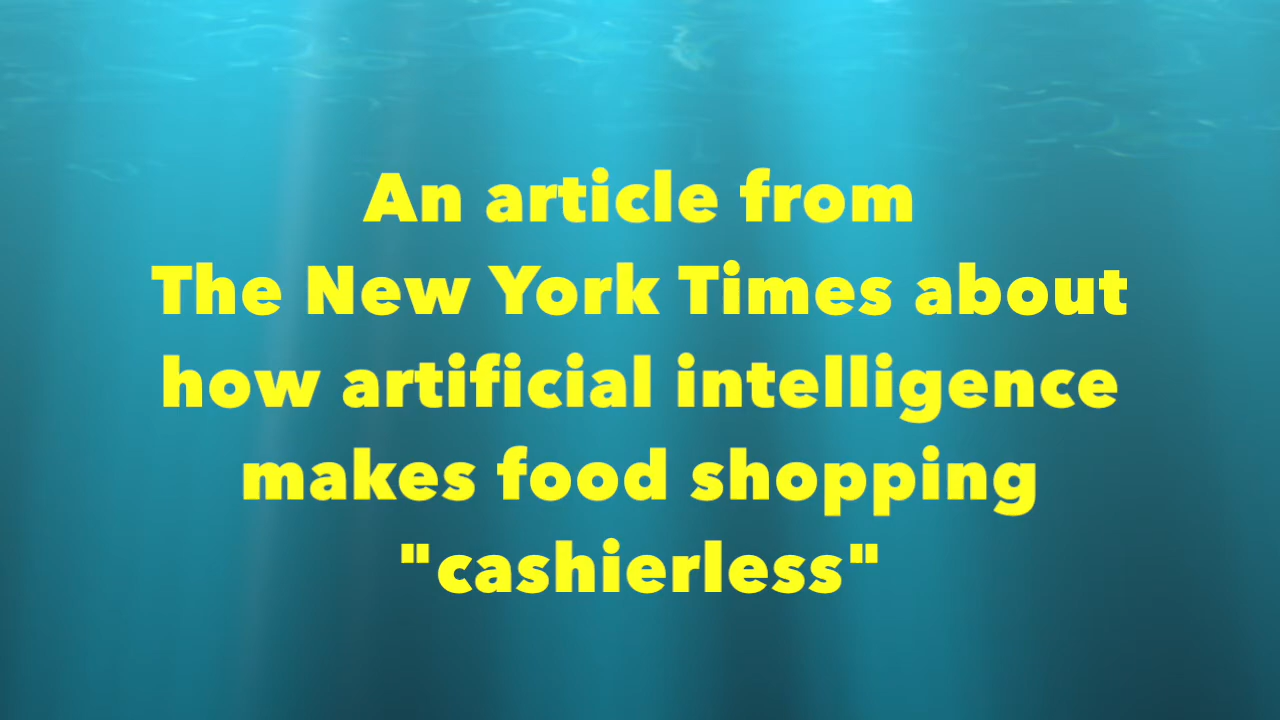 An article from
The New York Times about
how artificial intelligence
makes food shopping
"cashierless"